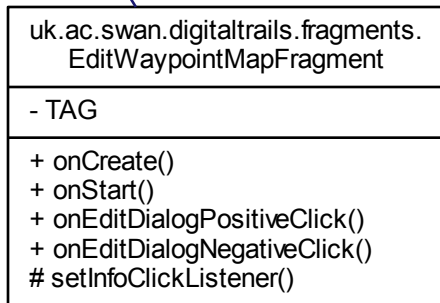 uk.ac.swan.digitaltrails.fragments.
EditWaypointMapFragment
- TAG
+ onCreate()
+ onStart()
+ onEditDialogPositiveClick()
+ onEditDialogNegativeClick()
# setInfoClickListener()